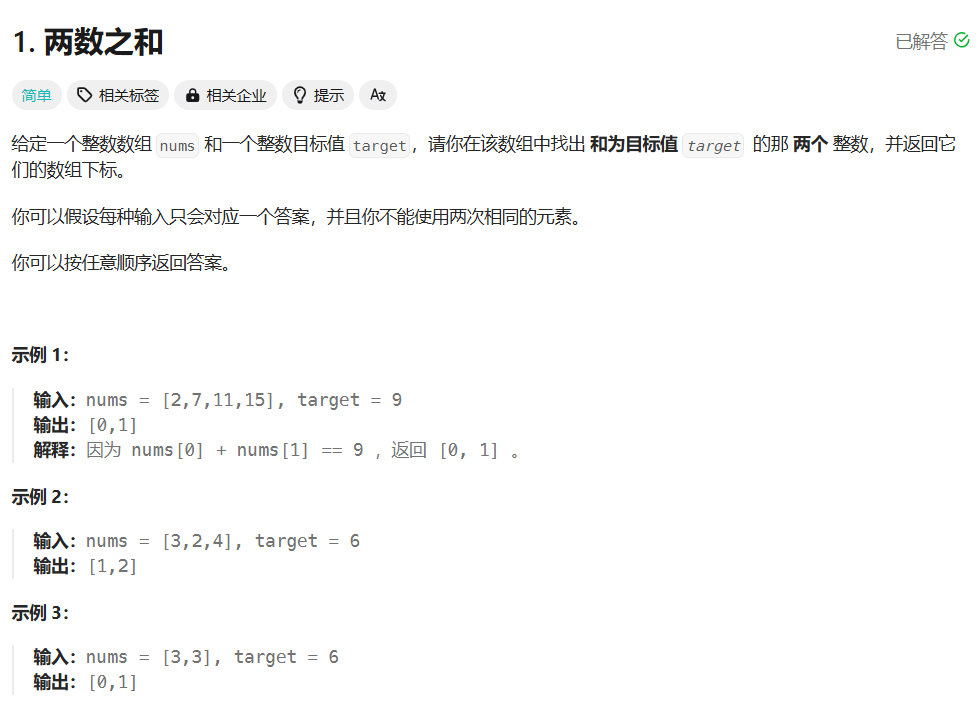 1. 两数之和
已解答
简单 相关标签 相关企业 提示 Az
给定一个整数数组 nums 和一个整数目标值 target，请你在该数组中找出 和为目标值 target 的那 两个 整数，并返回它
们的数组下标。
你可以假设每种输入只会对应一个答案，并且你不能使用两次相同的元素。
你可以按任意顺序返回答案。
示例 1：
输入：nums = [2,7,11,15], target = 9
输出：[0,1]
解释：因为 nums[0] + nums[1] == 9 ，返回 [0, 1] 。
示例 2：
输入：nums = [3,2,4], target = 6
输出：[1,2]
示例 3：
输入：nums = [3,3], target = 6
输出：[0,1]